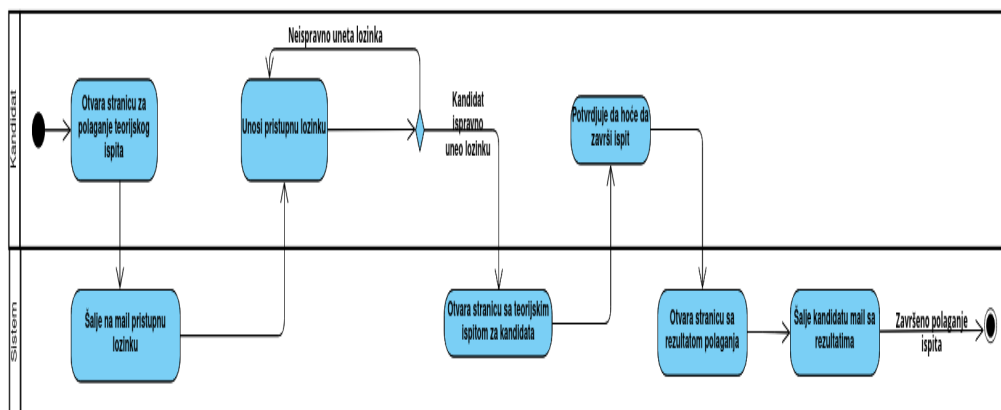 Kandidat
Otvara stranicu za
polaganje teorijskog
ispita
Neispravno uneta lozinka
Unosi pristupnu lozinku
Kandidat
ispravno
uneo lozinku
Potvrdjuje da hoće da
završi ispit
Sistem
Šalje na mail pristupnu
lozinku
Otvara stranicu sa teorijskim
ispitom za kandidata
Otvara stranicu sa
rezultatom polaganja
Šalje kandidatu mail sa
rezultatima
Završeno polaganje
ispita